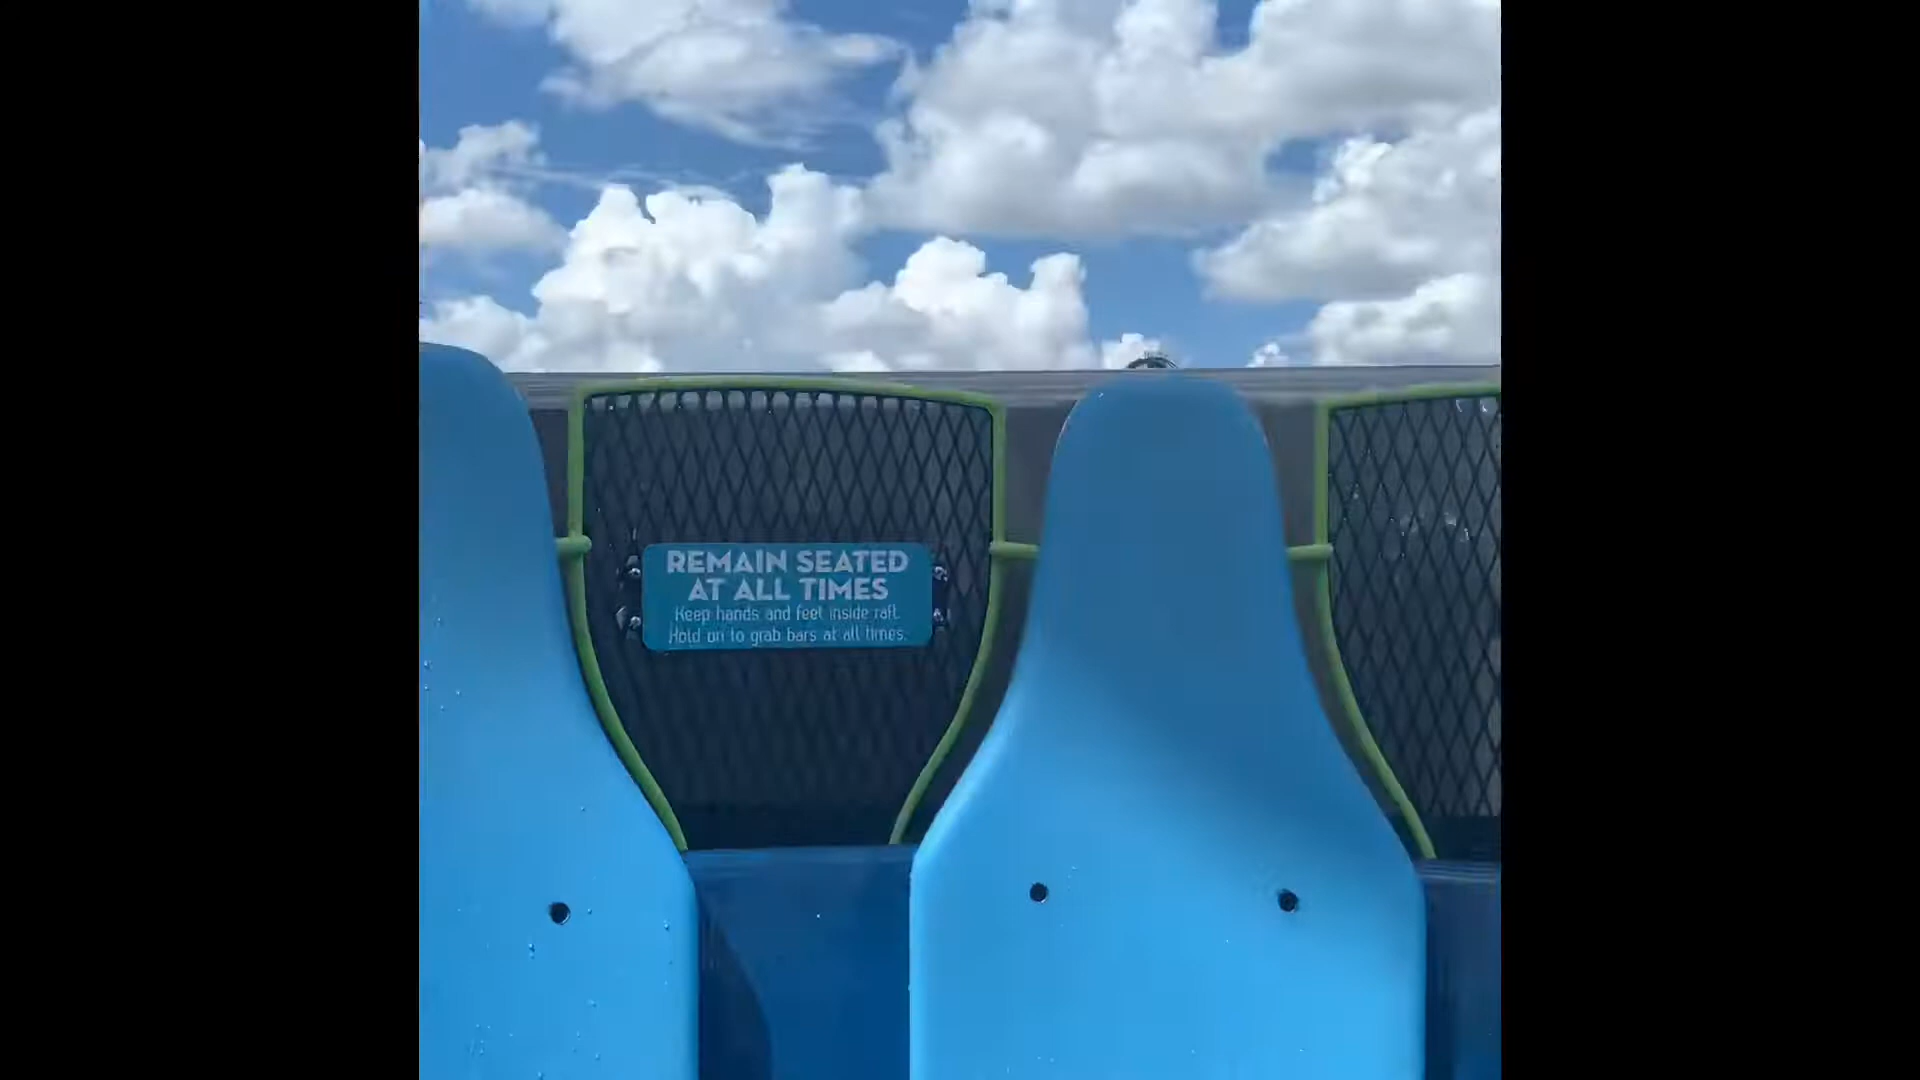 REMAIN SEATED
AT ALL TIMES
Keep hands and feet inside raft.
Hold on to grab bars at all times.